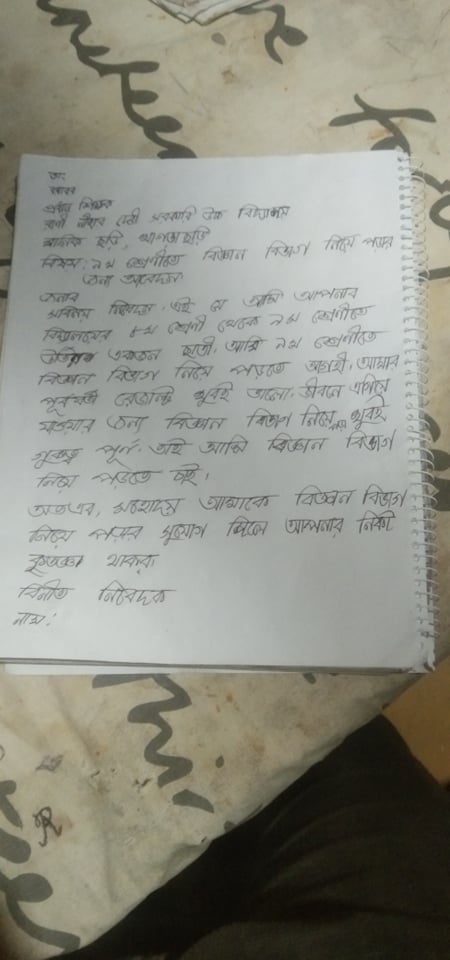 তাং
বরাবর
প্রধান শিক্ষক
রাণী নীহার দেবী সরকারি উচ্চ বিদ্যালয়
মানিক ছড়ি, খাগড়াছড়ি
বিষয়: ৯ম শ্রেণীতে বিজ্ঞান বিভাগ নিয়ে পড়ার
জন্য আবেদন।
জনাব
সবিনয় নিবেদন এই যে আমি আপনার
বিদ্যালয়ের ৮ম শ্রেণী থেকে ৯ম শ্রেণীতে
উত্তীর্ণ একজন ছাত্রী, আমি ৯ম শ্রেণীতে
বিজ্ঞান বিভাগ নিয়ে পড়তে আগ্রহী, আমার
পূর্ববর্তী রেজাল্ট খুবই ভালো, জীবনে এগিয়ে
যাওয়ার জন্য বিজ্ঞান বিভাগ নিয়ে খুবই
গুরুত্ব পূর্ণ, তাই আমি বিজ্ঞান বিভাগ
নিয়ে পড়তে চাই।
অতএব, মহোদয় আমাকে বিজ্ঞান বিভাগ
নিয়ে পড়ার সুযোগ দিলে আপনার নিকট
কৃতজ্ঞ থাকব।
বিনীত নিবেদক
নাম: